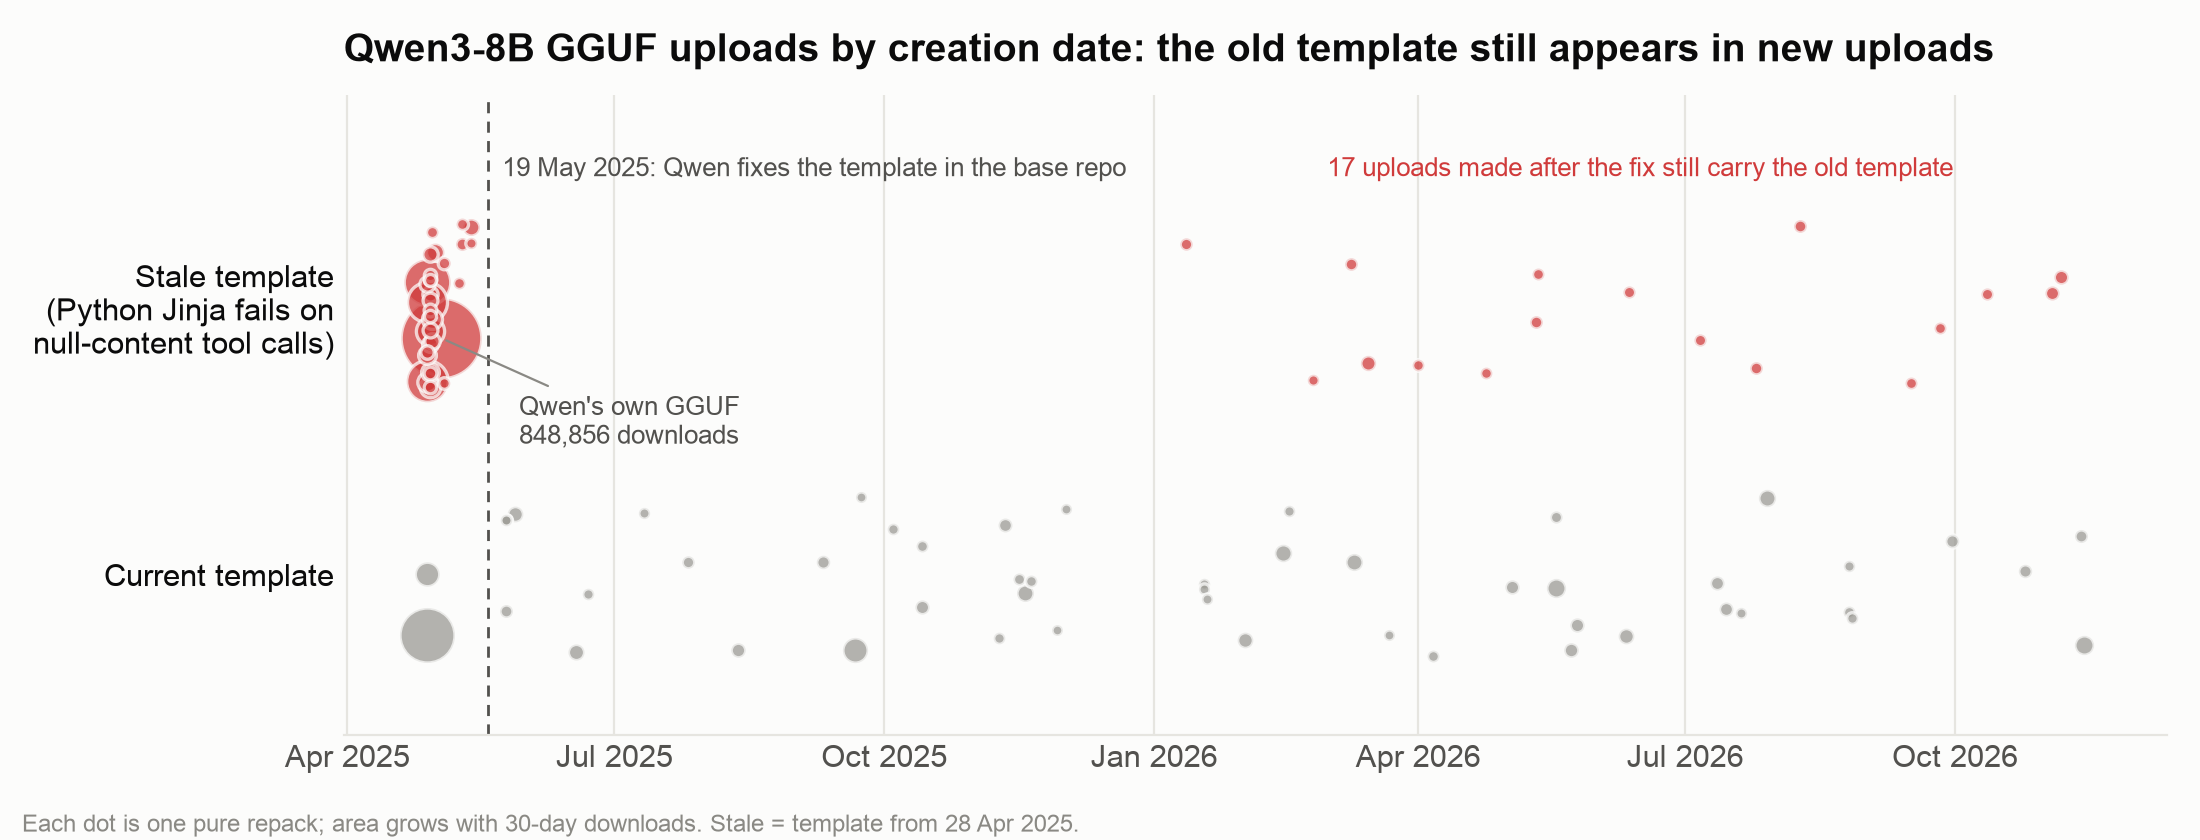 Qwen3-8B GGUF uploads by creation date: the old template still appears in new uploads
19 May 2025: Qwen fixes the template in the base repo
17 uploads made after the fix still carry the old template
Stale template
(Python Jinja fails on
null-content tool calls)
Qwen's own GGUF
848,856 downloads
Current template
Apr 2025
Jul 2025
Oct 2025
Jan 2026
Apr 2026
Jul 2026
Oct 2026
Each dot is one pure repack; area grows with 30-day downloads. Stale = template from 28 Apr 2025.